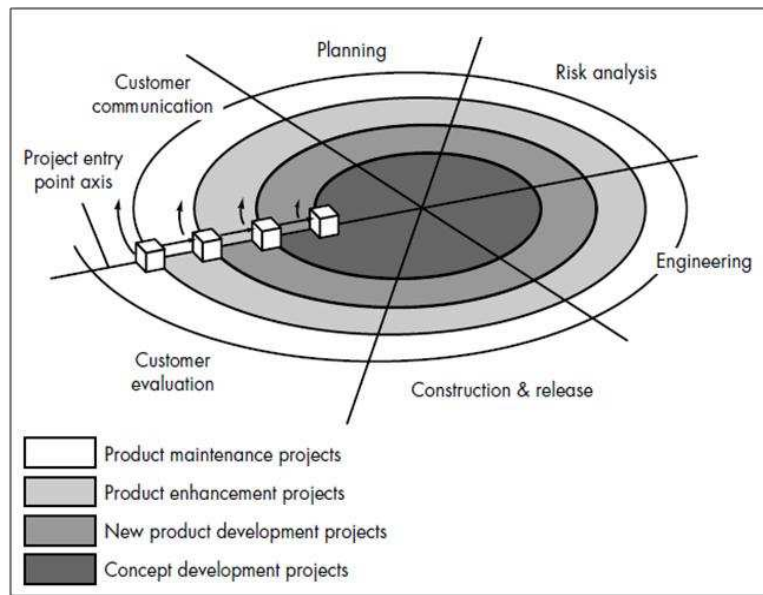 Planning
Risk analysis
Customer
communication
Project entry
point axis
Engineering
Customer
evaluation
Construction & release
Product maintenance projects
Product enhancement projects
New product development projects
Concept development projects